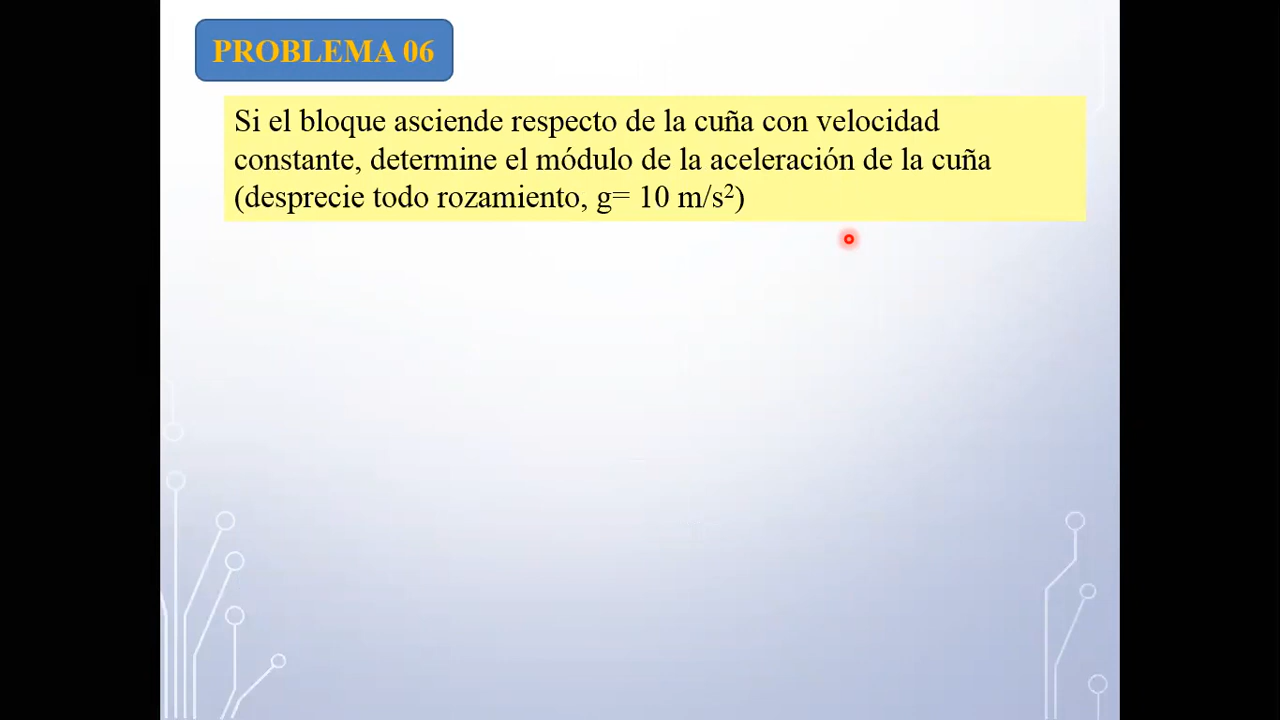 PROBLEMA 06
Si el bloque asciende respecto de la cuña con velocidad
constante, determine el módulo de la aceleración de la cuña
(desprecie todo rozamiento, g= 10 m/s²)